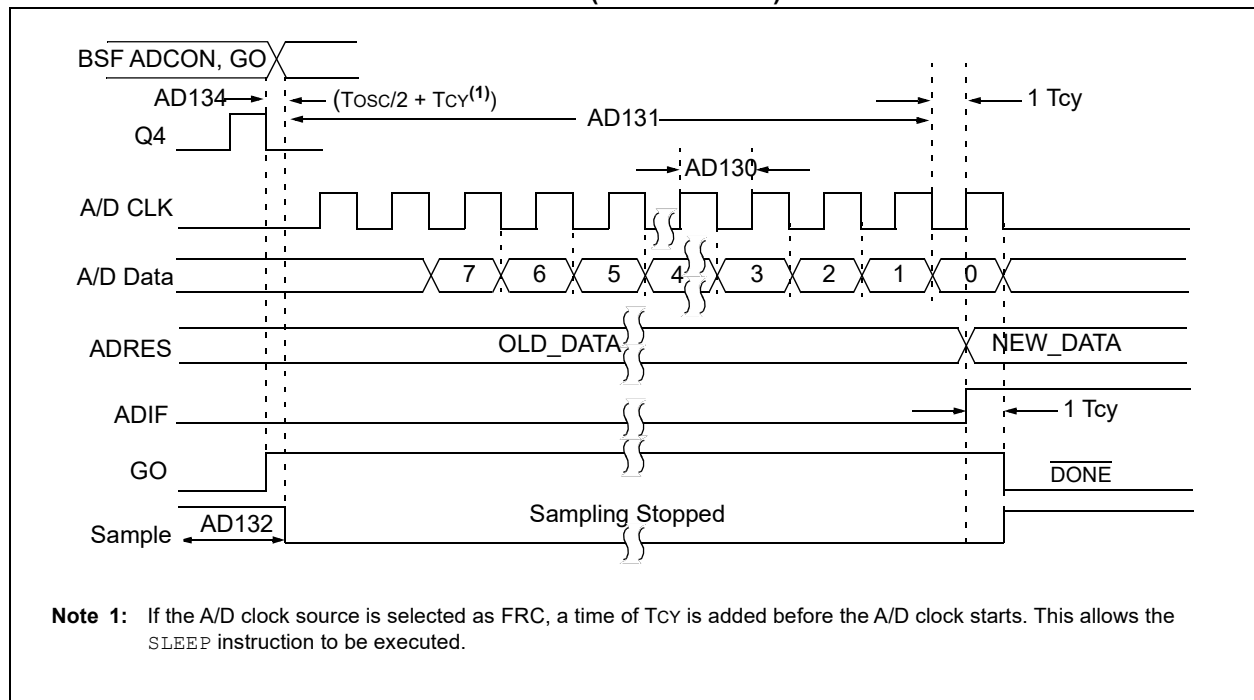 BSF ADCON, GO
AD134
(TOSC/2 + TCY(1))
1 Tcy
AD131
Q4
AD130
A/D CLK
A/D Data
7 6 5 4 3 2 1 0
ADRES
OLD_DATA
NEW_DATA
ADIF
1 Tcy
GO
DONE
Sample
AD132
Sampling Stopped
Note 1: If the A/D clock source is selected as FRC, a time of TCY is added before the A/D clock starts. This allows the
SLEEP instruction to be executed.